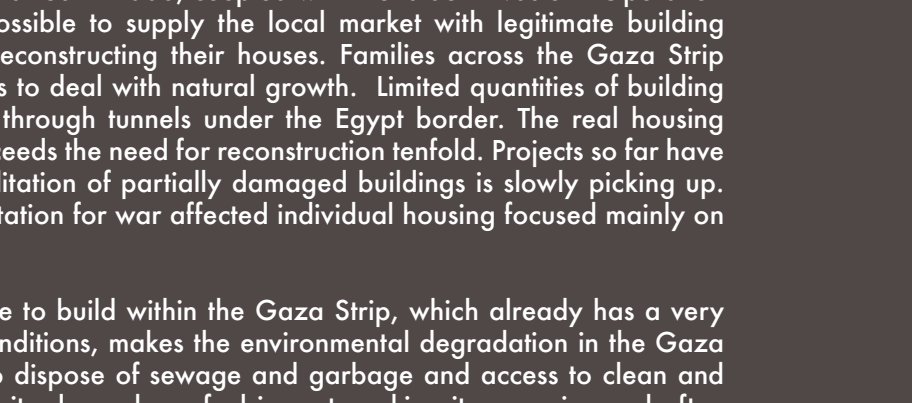 possible to supply the local market with legitimate building
reconstructing their houses. Families across the Gaza Strip
to deal with natural growth. Limited quantities of building
through tunnels under the Egypt border. The real housing
the need for reconstruction tenfold. Projects so far have
of partially damaged buildings is slowly picking up.
for war affected individual housing focused mainly on
to build within the Gaza Strip, which already has a very
makes the environmental degradation in the Gaza
dispose of sewage and garbage and access to clean and